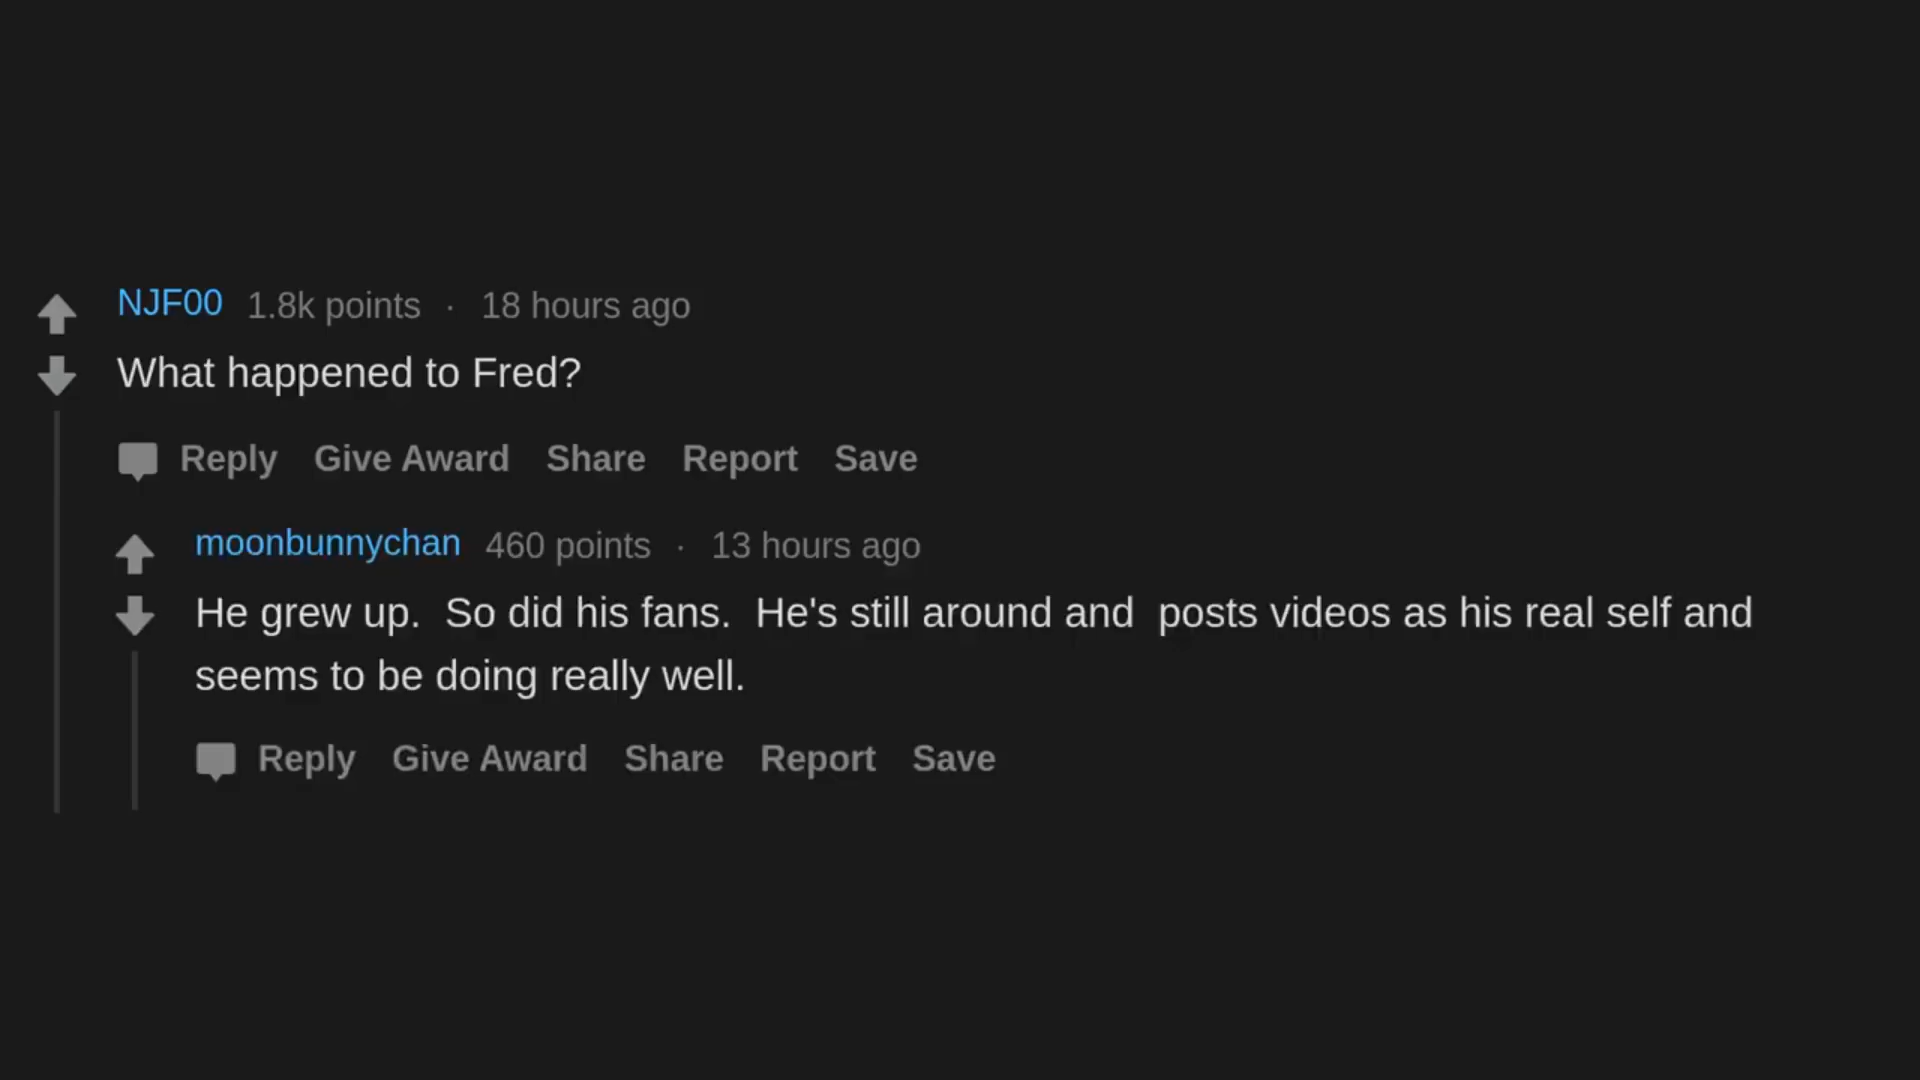 NJF00 1.8k points · 18 hours ago
What happened to Fred?
Reply Give Award Share Report Save
moonbunnychan 460 points · 13 hours ago
He grew up.  So did his fans.  He's still around and  posts videos as his real self and
seems to be doing really well.
Reply Give Award Share Report Save